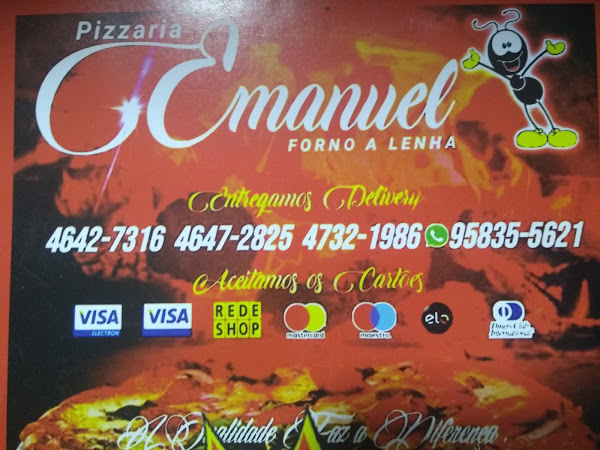 Pizzaria
Emanuel
FORNO A LENHA
Entregamos Delivery
4642-7316 4647-2825 4732-1986 95835-5621
Aceitamos os Cartões
VISA ELECTRON VISA REDE SHOP mastercard maestro elo Diners Club International
A Qualidade Faz a Diferença